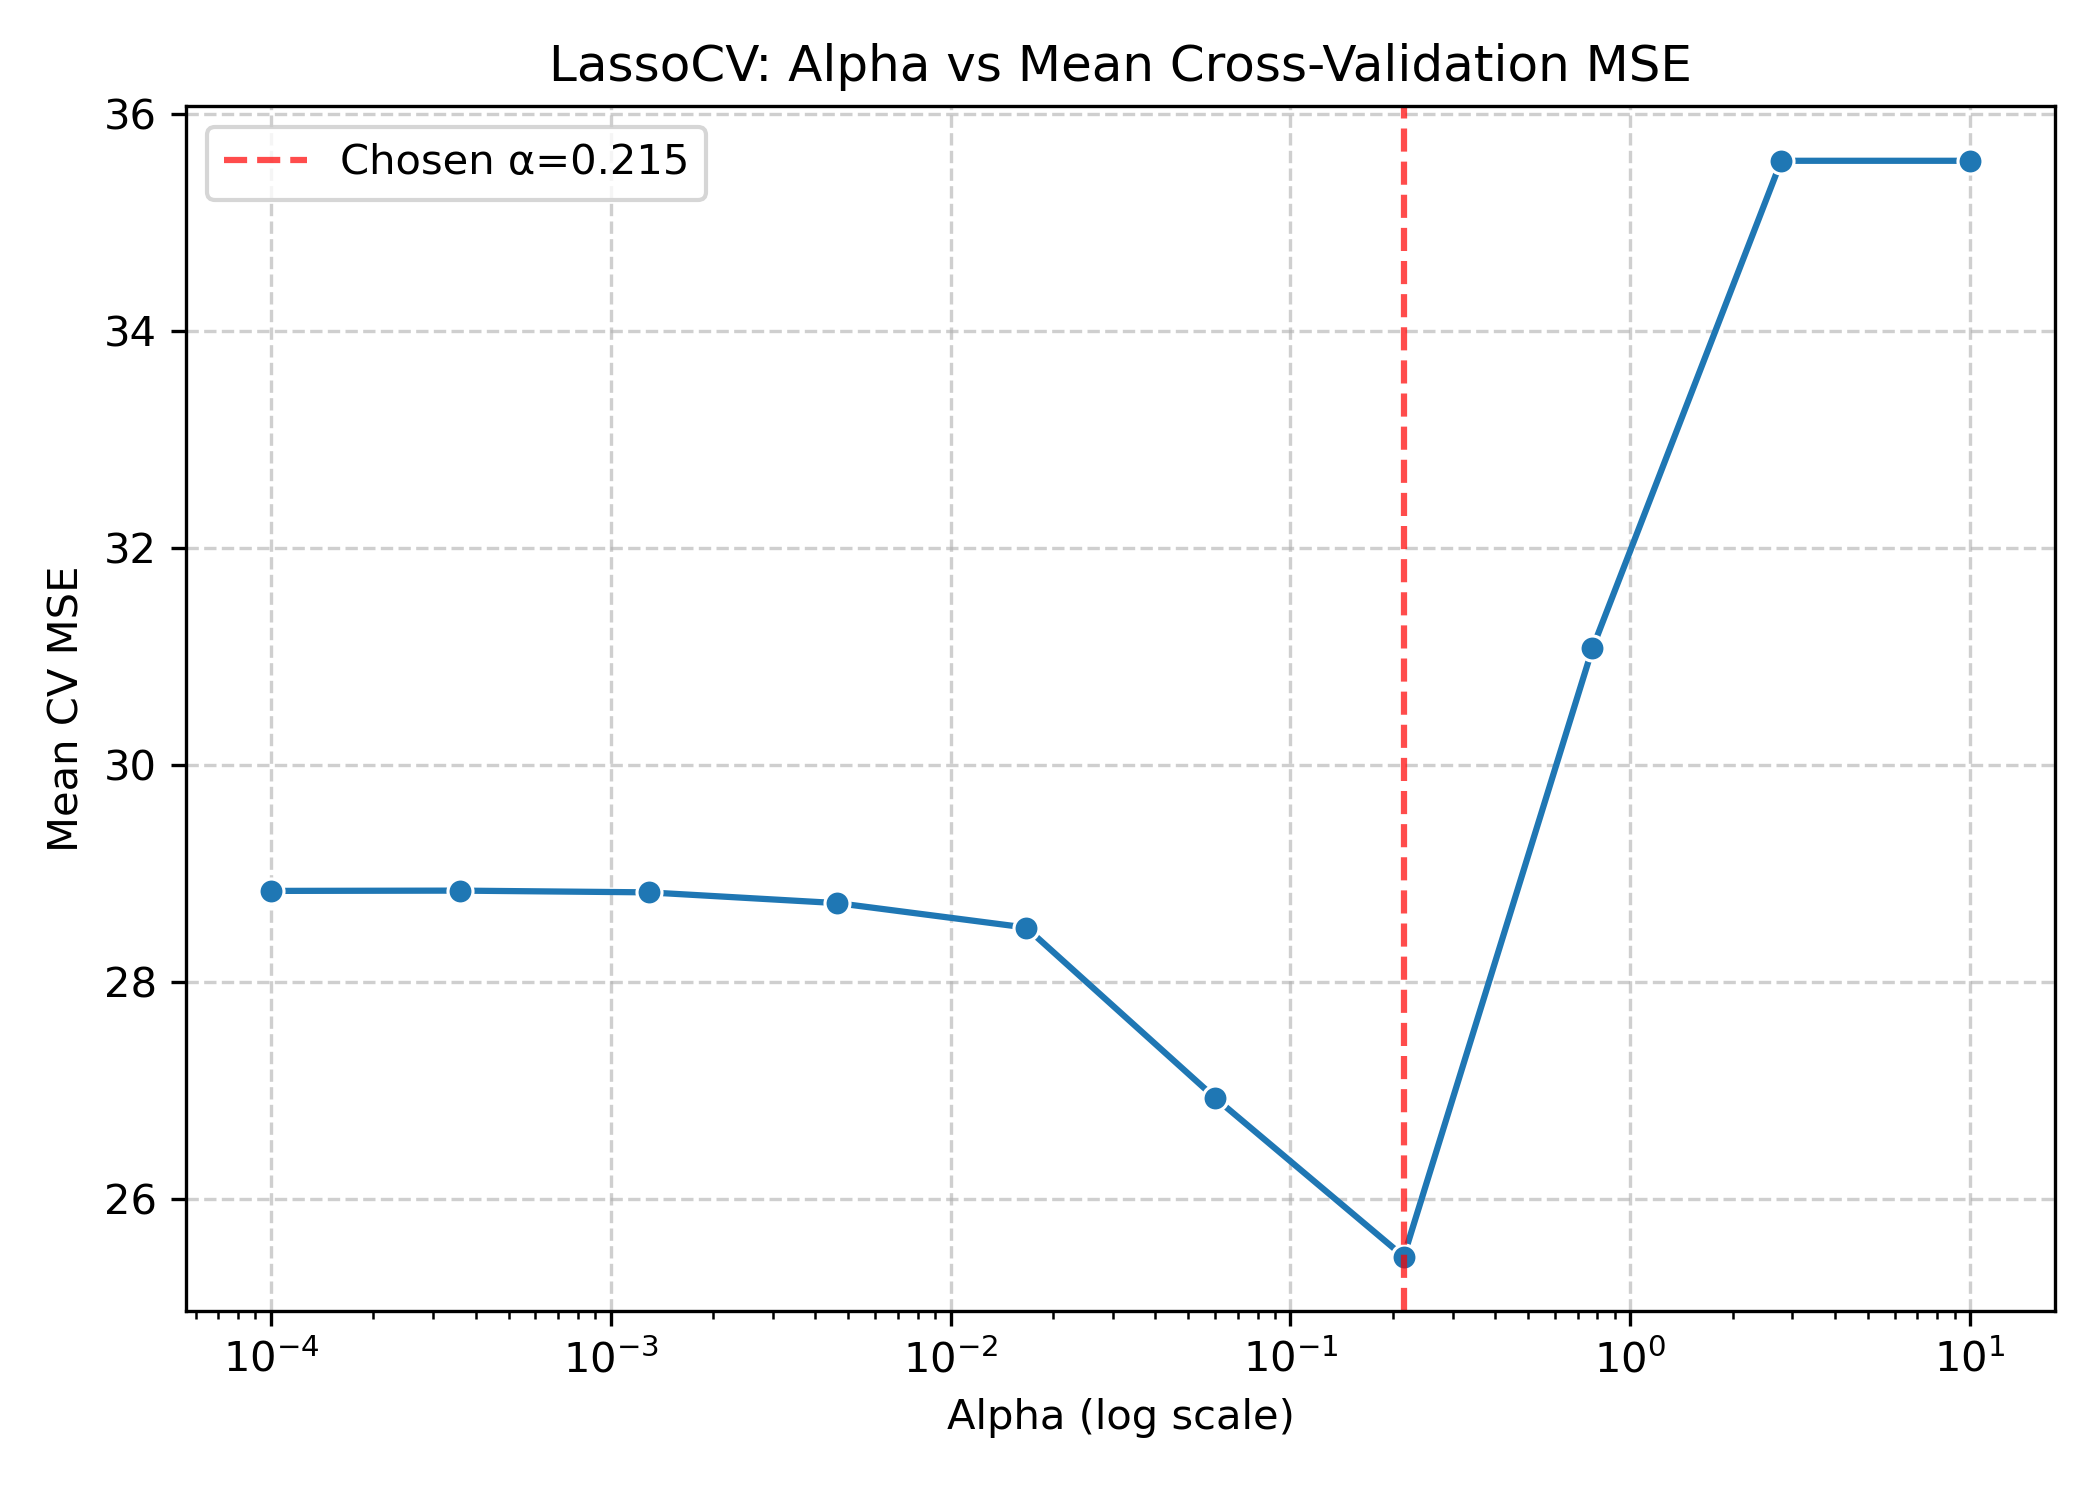 LassoCV: Alpha vs Mean Cross-Validation MSE
Chosen α=0.215
Mean CV MSE
36
34
32
30
28
26
10⁻⁴ 10⁻³ 10⁻² 10⁻¹ 10⁰ 10¹
Alpha (log scale)